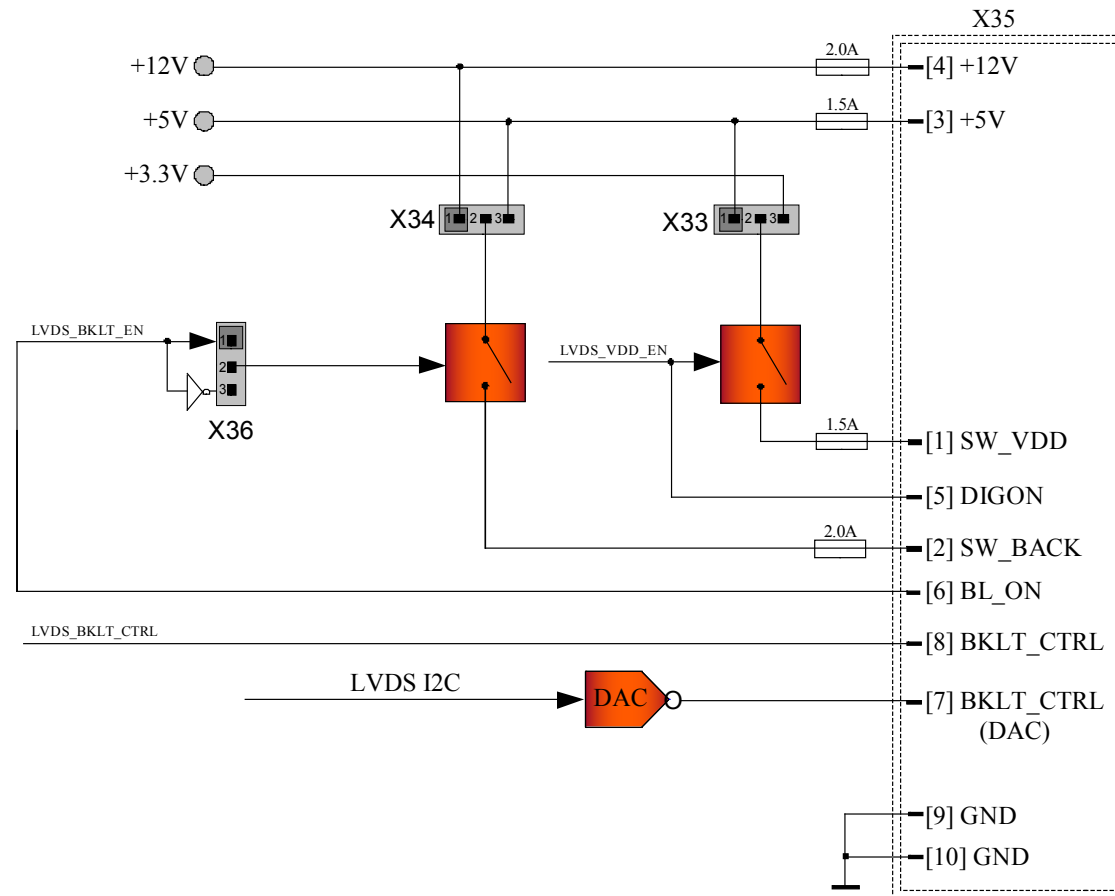 X35
+12V
2.0A
[4] +12V
+5V
1.5A
[3] +5V
+3.3V
X34
1 2 3
X33
1 2 3
LVDS_BKLT_EN
1
2
3
X36
LVDS_VDD_EN
1.5A
[1] SW_VDD
[5] DIGON
2.0A
[2] SW_BACK
[6] BL_ON
LVDS_BKLT_CTRL
[8] BKLT_CTRL
LVDS I2C
DAC
[7] BKLT_CTRL
(DAC)
[9] GND
[10] GND